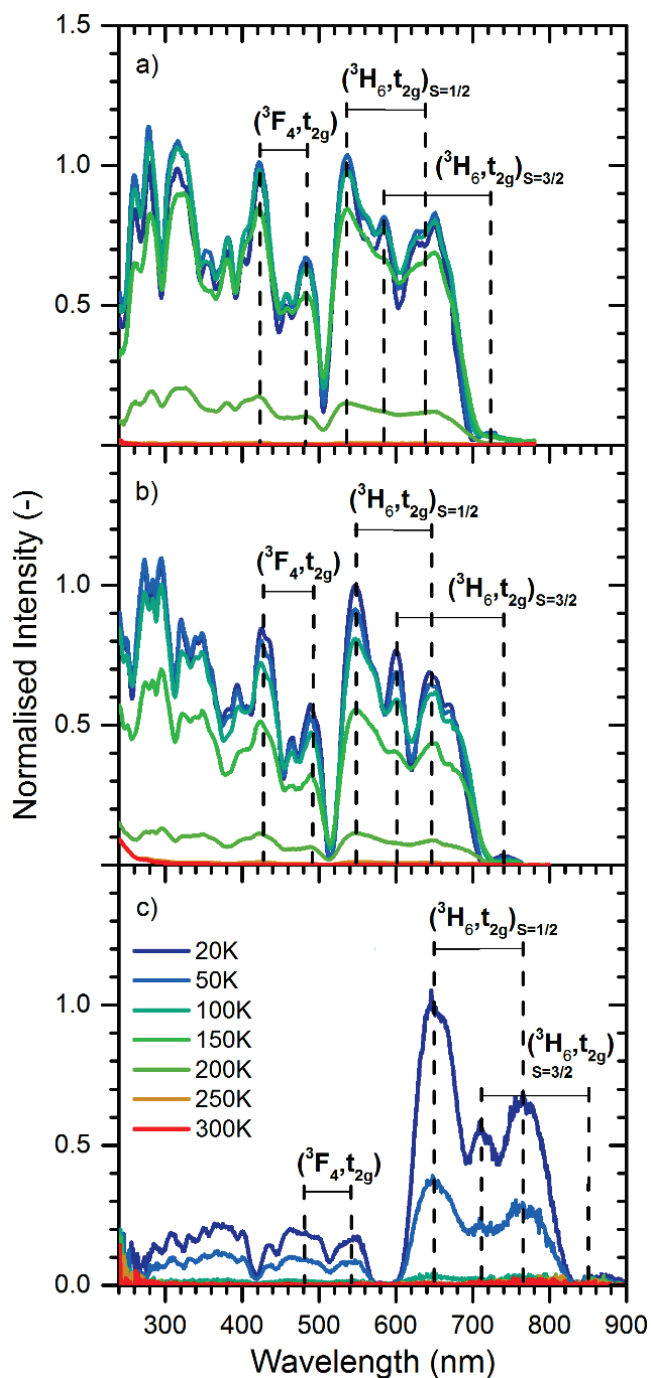 1.5
a)
(³H₆,t₂g)S=1/2
(³F₄,t₂g)
(³H₆,t₂g)S=3/2
1.0
0.5
b)
(³H₆,t₂g)S=1/2
(³F₄,t₂g)
(³H₆,t₂g)S=3/2
1.0
0.5
Normalised Intensity (-)
c)
(³H₆,t₂g)S=1/2
20K
50K
100K
150K
200K
250K
300K
(³H₆,t₂g)
S=3/2
(³F₄,t₂g)
1.0
0.5
0.0
300 400 500 600 700 800 900
Wavelength (nm)